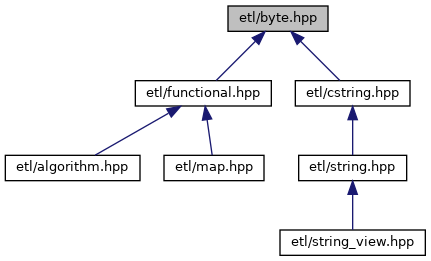 etl/byte.hpp
etl/functional.hpp
etl/cstring.hpp
etl/algorithm.hpp
etl/map.hpp
etl/string.hpp
etl/string_view.hpp